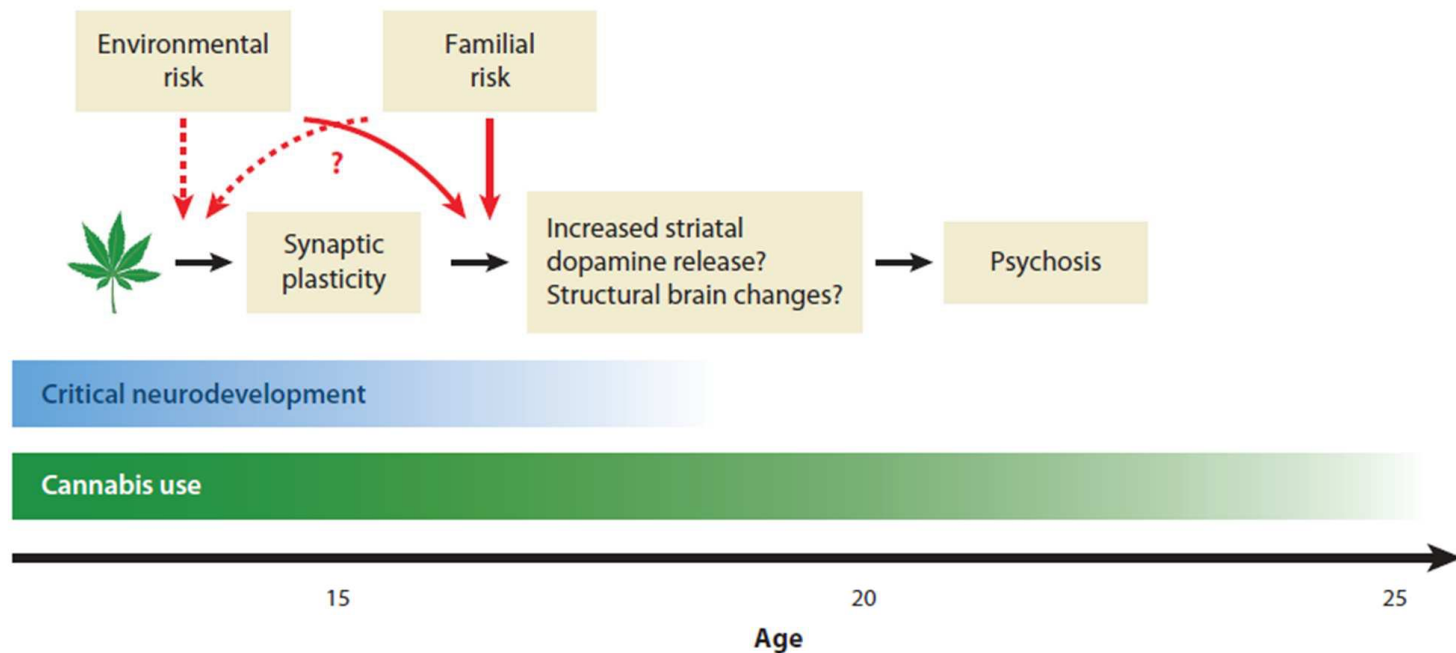 Environmental
risk
Familial
risk
?
Synaptic
plasticity
Increased striatal
dopamine release?
Structural brain changes?
Psychosis
Critical neurodevelopment
Cannabis use
15
20
25
Age